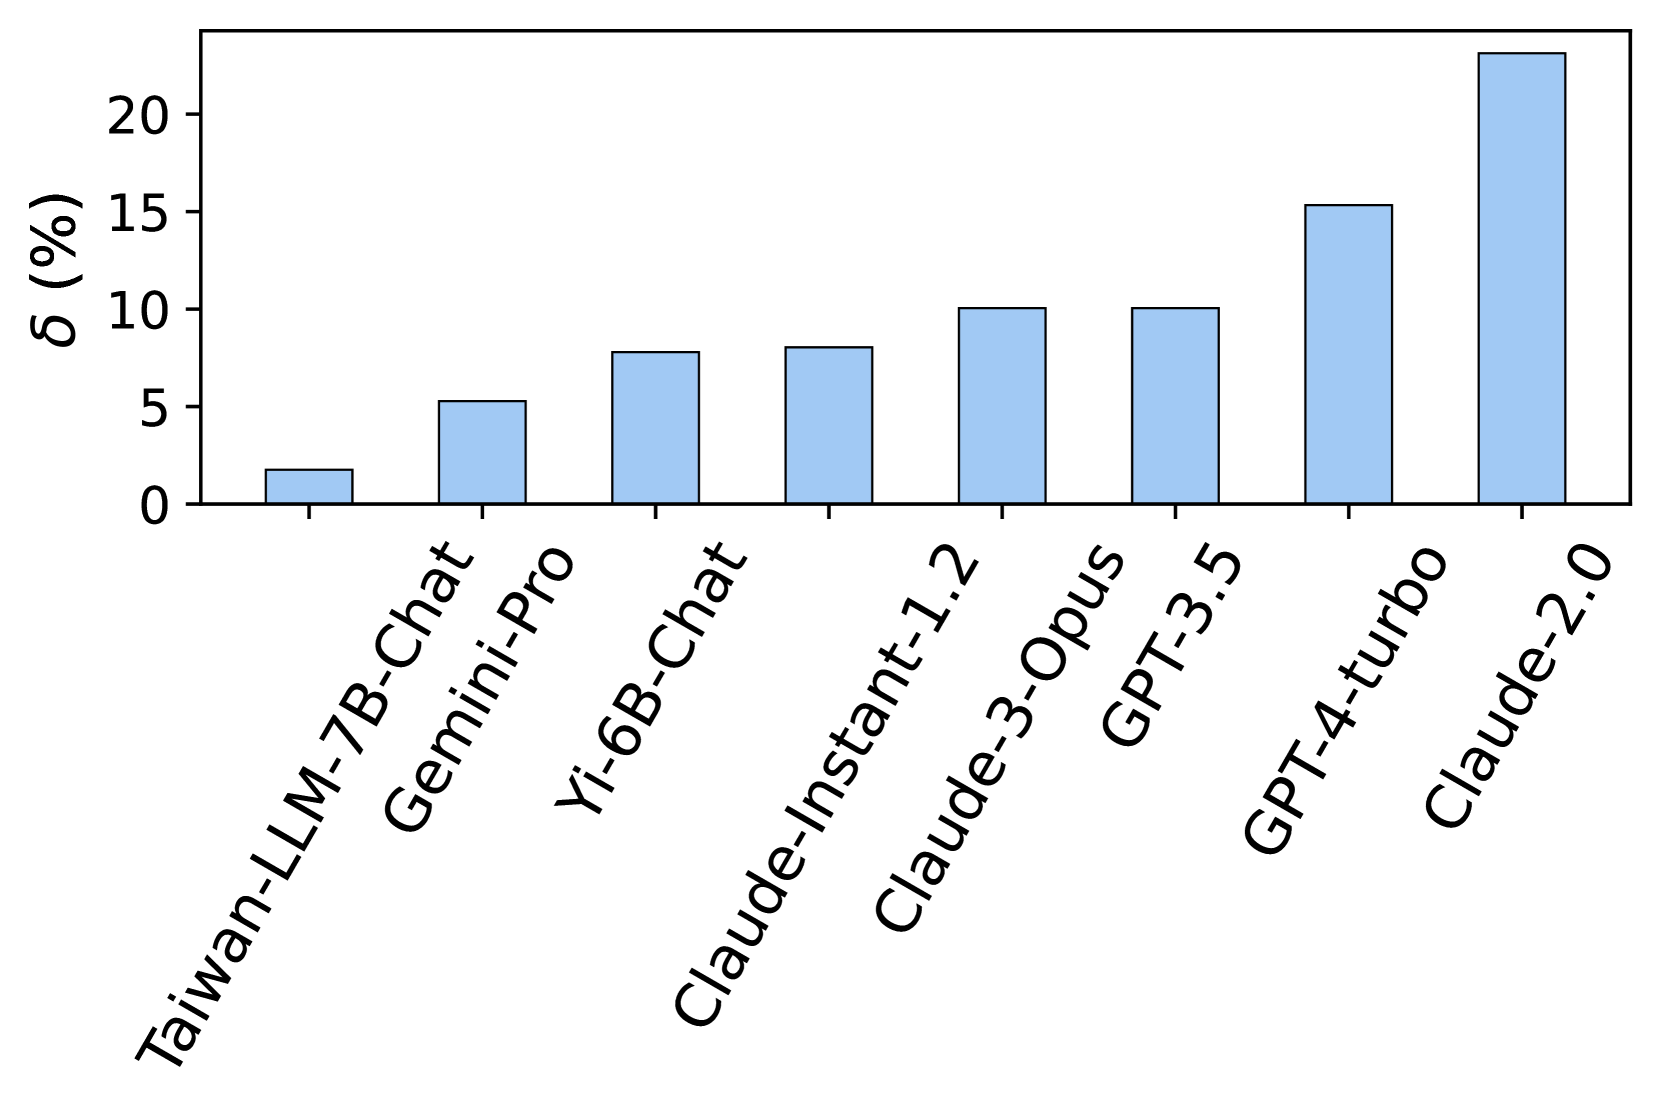 δ (%)
20
15
10
5
0
Taiwan-LLM-7B-Chat
Gemini-Pro
Yi-6B-Chat
Claude-Instant-1.2
Claude-3-Opus
GPT-3.5
GPT-4-turbo
Claude-2.0